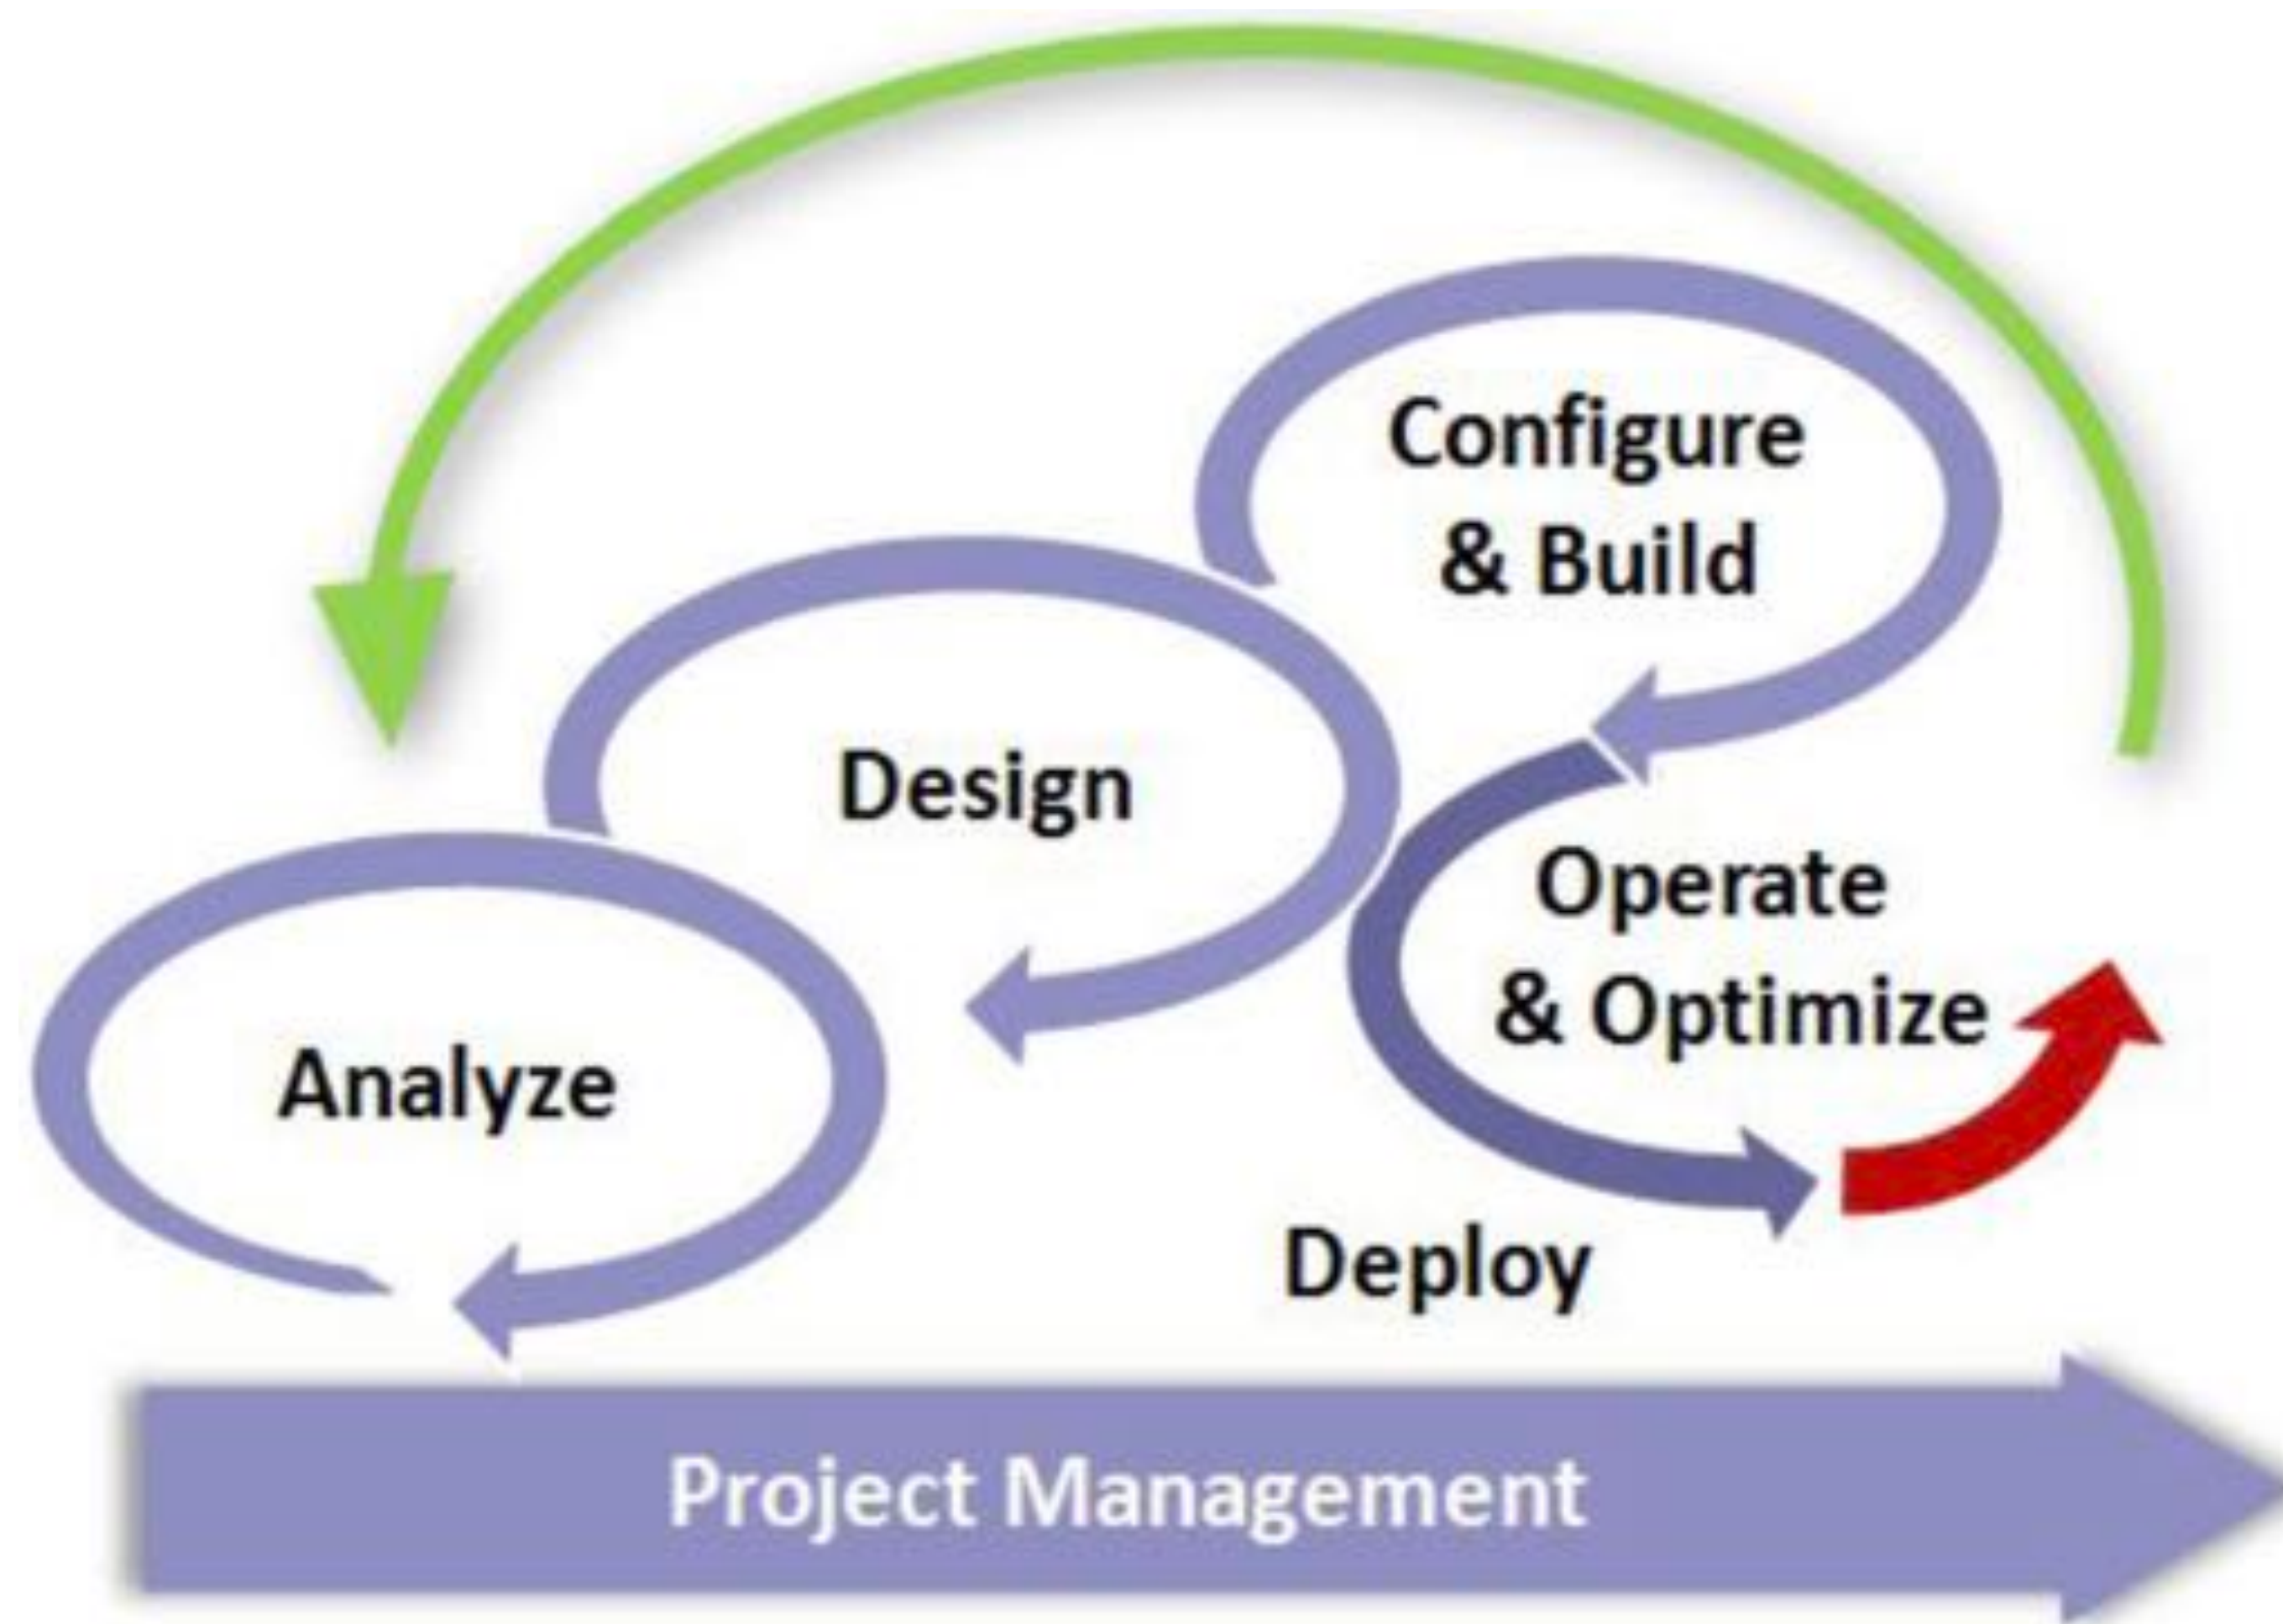 Configure
& Build
Design
Operate
& Optimize
Analyze
Deploy
Project Management